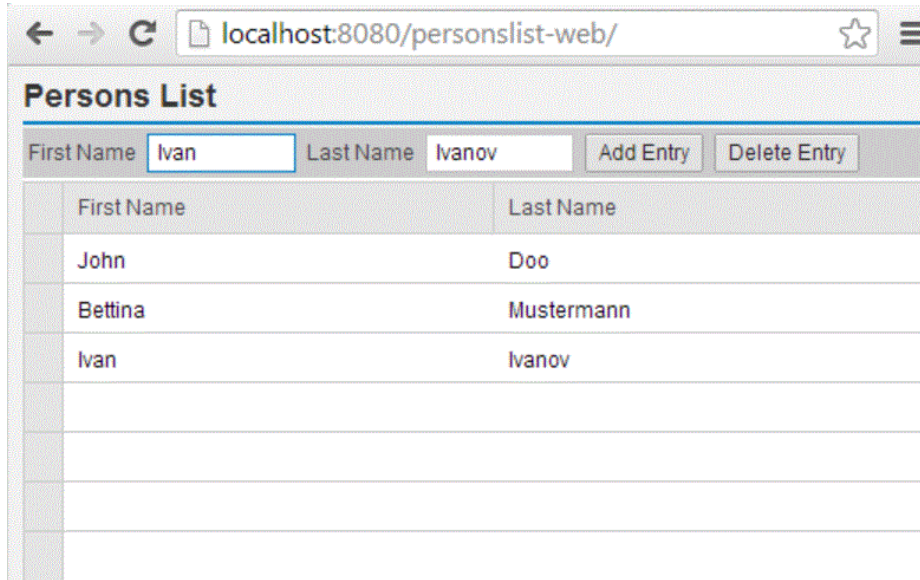 localhost:8080/personslist-web/
Persons List
First Name Ivan Last Name Ivanov Add Entry Delete Entry
First Name Last Name
John Doo
Bettina Mustermann
Ivan Ivanov